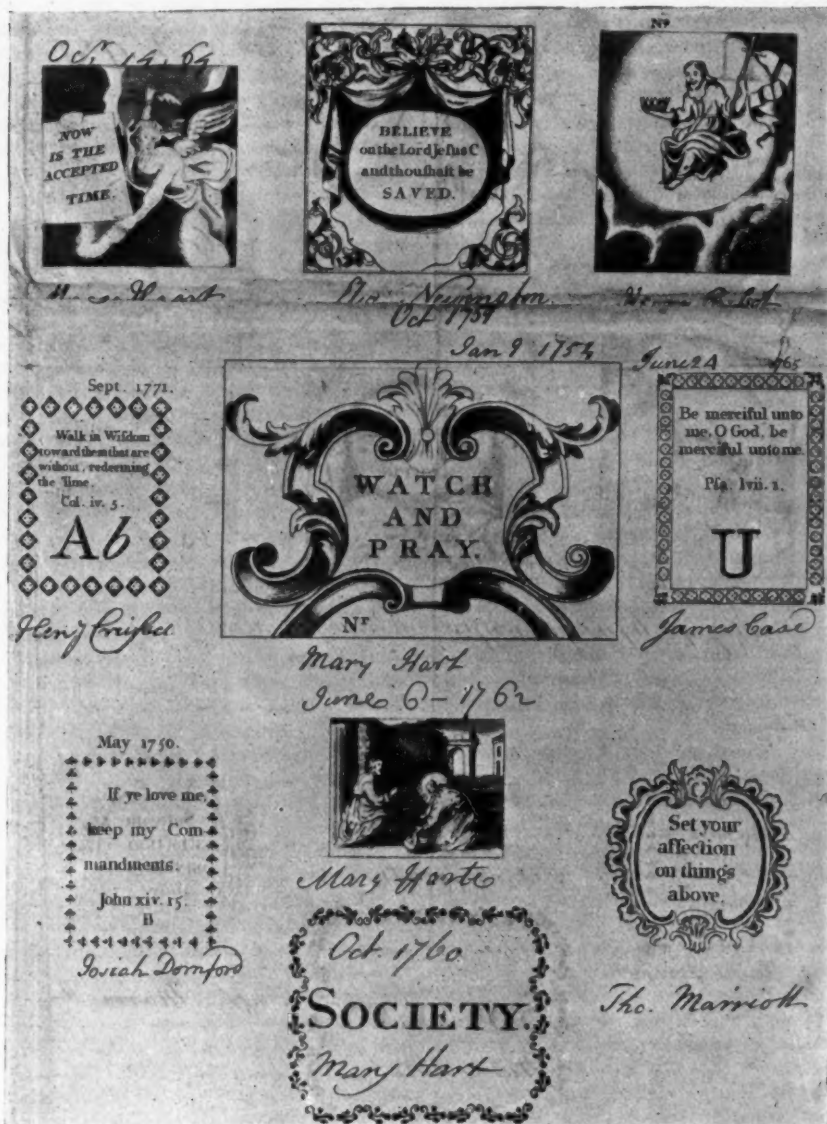 Oct. 14. 64
No
NOW
IS THE
ACCEPTED
TIME.
BELIEVE
on the Lord Jeſus C
and thou ſhalt be
SAVED.
Oct 1759
Jan 9 1753
June 24 1765
Sept. 1771.
Walk in Wiſdom
toward them that are
without, redeeming
the Time.
Col. iv. 5.
Ab
WATCH
AND
PRAY.
Nr
Be merciful unto
me, O God, be
merciful unto me.
Pſa. lvii. 1.
U
James Case
Mary Hart
June 6 - 1762
May 1750.
If ye love me,
keep my Com-
mandments.
John xiv. 15.
B
Josiah Dornford
Mary Harte
Set your
affection
on things
above.
Tho. Marriott
Oct. 1760
SOCIETY.
Mary Hart